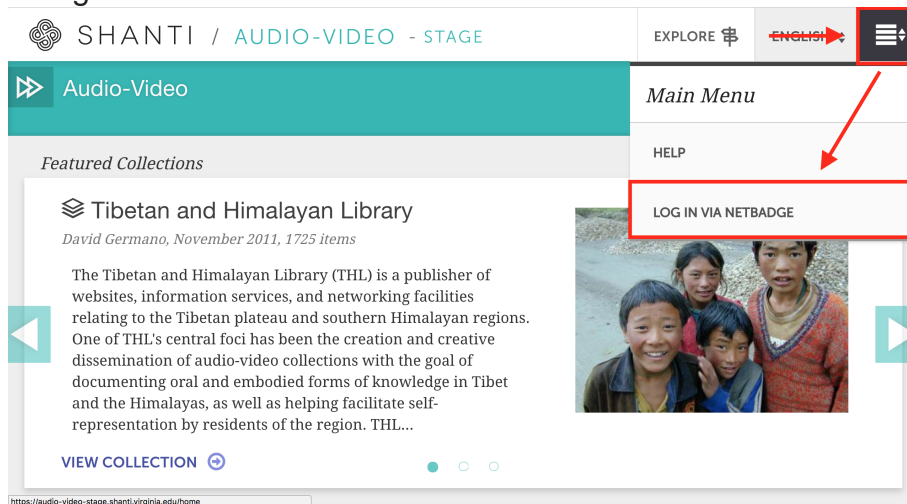 SHANTI / AUDIO-VIDEO - STAGE
EXPLORE ENGLISH
Audio-Video
Main Menu
HELP
LOG IN VIA NETBADGE
Featured Collections
Tibetan and Himalayan Library
David Germano, November 2011, 1725 items
The Tibetan and Himalayan Library (THL) is a publisher of
websites, information services, and networking facilities
relating to the Tibetan plateau and southern Himalayan regions.
One of THL's central foci has been the creation and creative
dissemination of audio-video collections with the goal of
documenting oral and embodied forms of knowledge in Tibet
and the Himalayas, as well as helping facilitate self-
representation by residents of the region. THL...
VIEW COLLECTION
https://audio-video-stage.shanti.virginia.edu/home